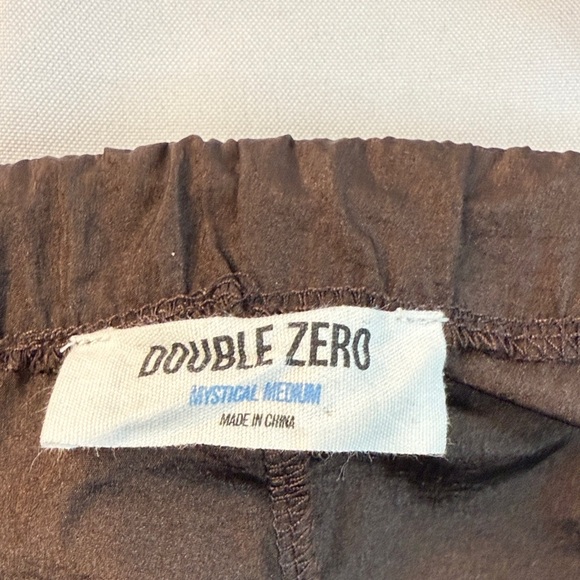 DOUBLE ZERO
MYSTICAL MEDIUM
MADE IN CHINA